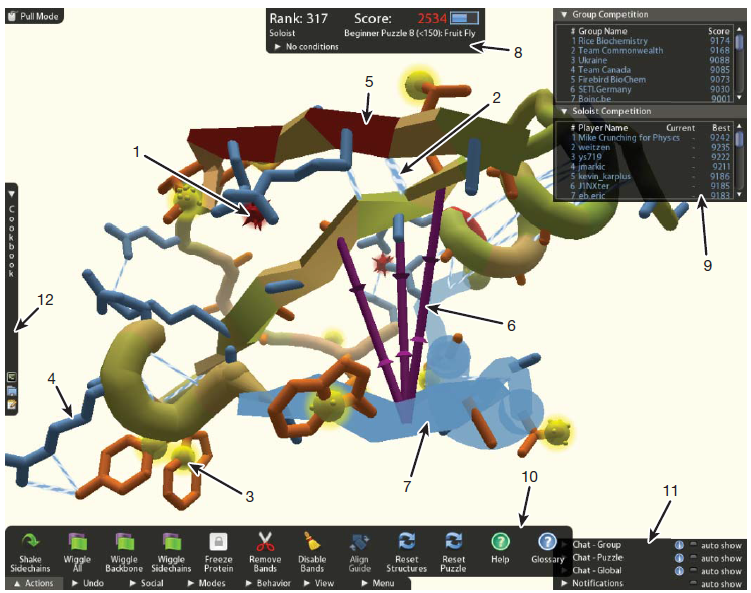 Pull Mode
Rank: 317 Score: 2534
Soloist Beginner Puzzle 8 (<150): Fruit Fly
No conditions
8
Group Competition
# Group Name Score
1 Rice Biochemistry 9174
2 Team Commonwealth 9168
3 Ukraine 9088
4 Team Canada 9085
5 Firebird BioChem 9073
6 SETI.Germany 9030
7 Boinc.be 9001
Soloist Competition
# Player Name Current Best
1 Mike Crunching for Physics - 9242
2 weitzen - 9235
3 ys719 - 9222
4 jmarkic - 9211
5 kevin_karplus - 9186
6 J1NXter - 9185
7 eb.eric - 9183
5
2
1
9
Cookbook
12
6
4
3
7
10
11
Shake Sidechains
Wiggle All
Wiggle Backbone
Wiggle Sidechains
Freeze Protein
Remove Bands
Disable Bands
Align Guide
Reset Structures
Reset Puzzle
Help
Glossary
Actions Undo Social Modes Behavior View Menu
Chat - Group auto show
Chat - Puzzle auto show
Chat - Global auto show
Notifications auto show